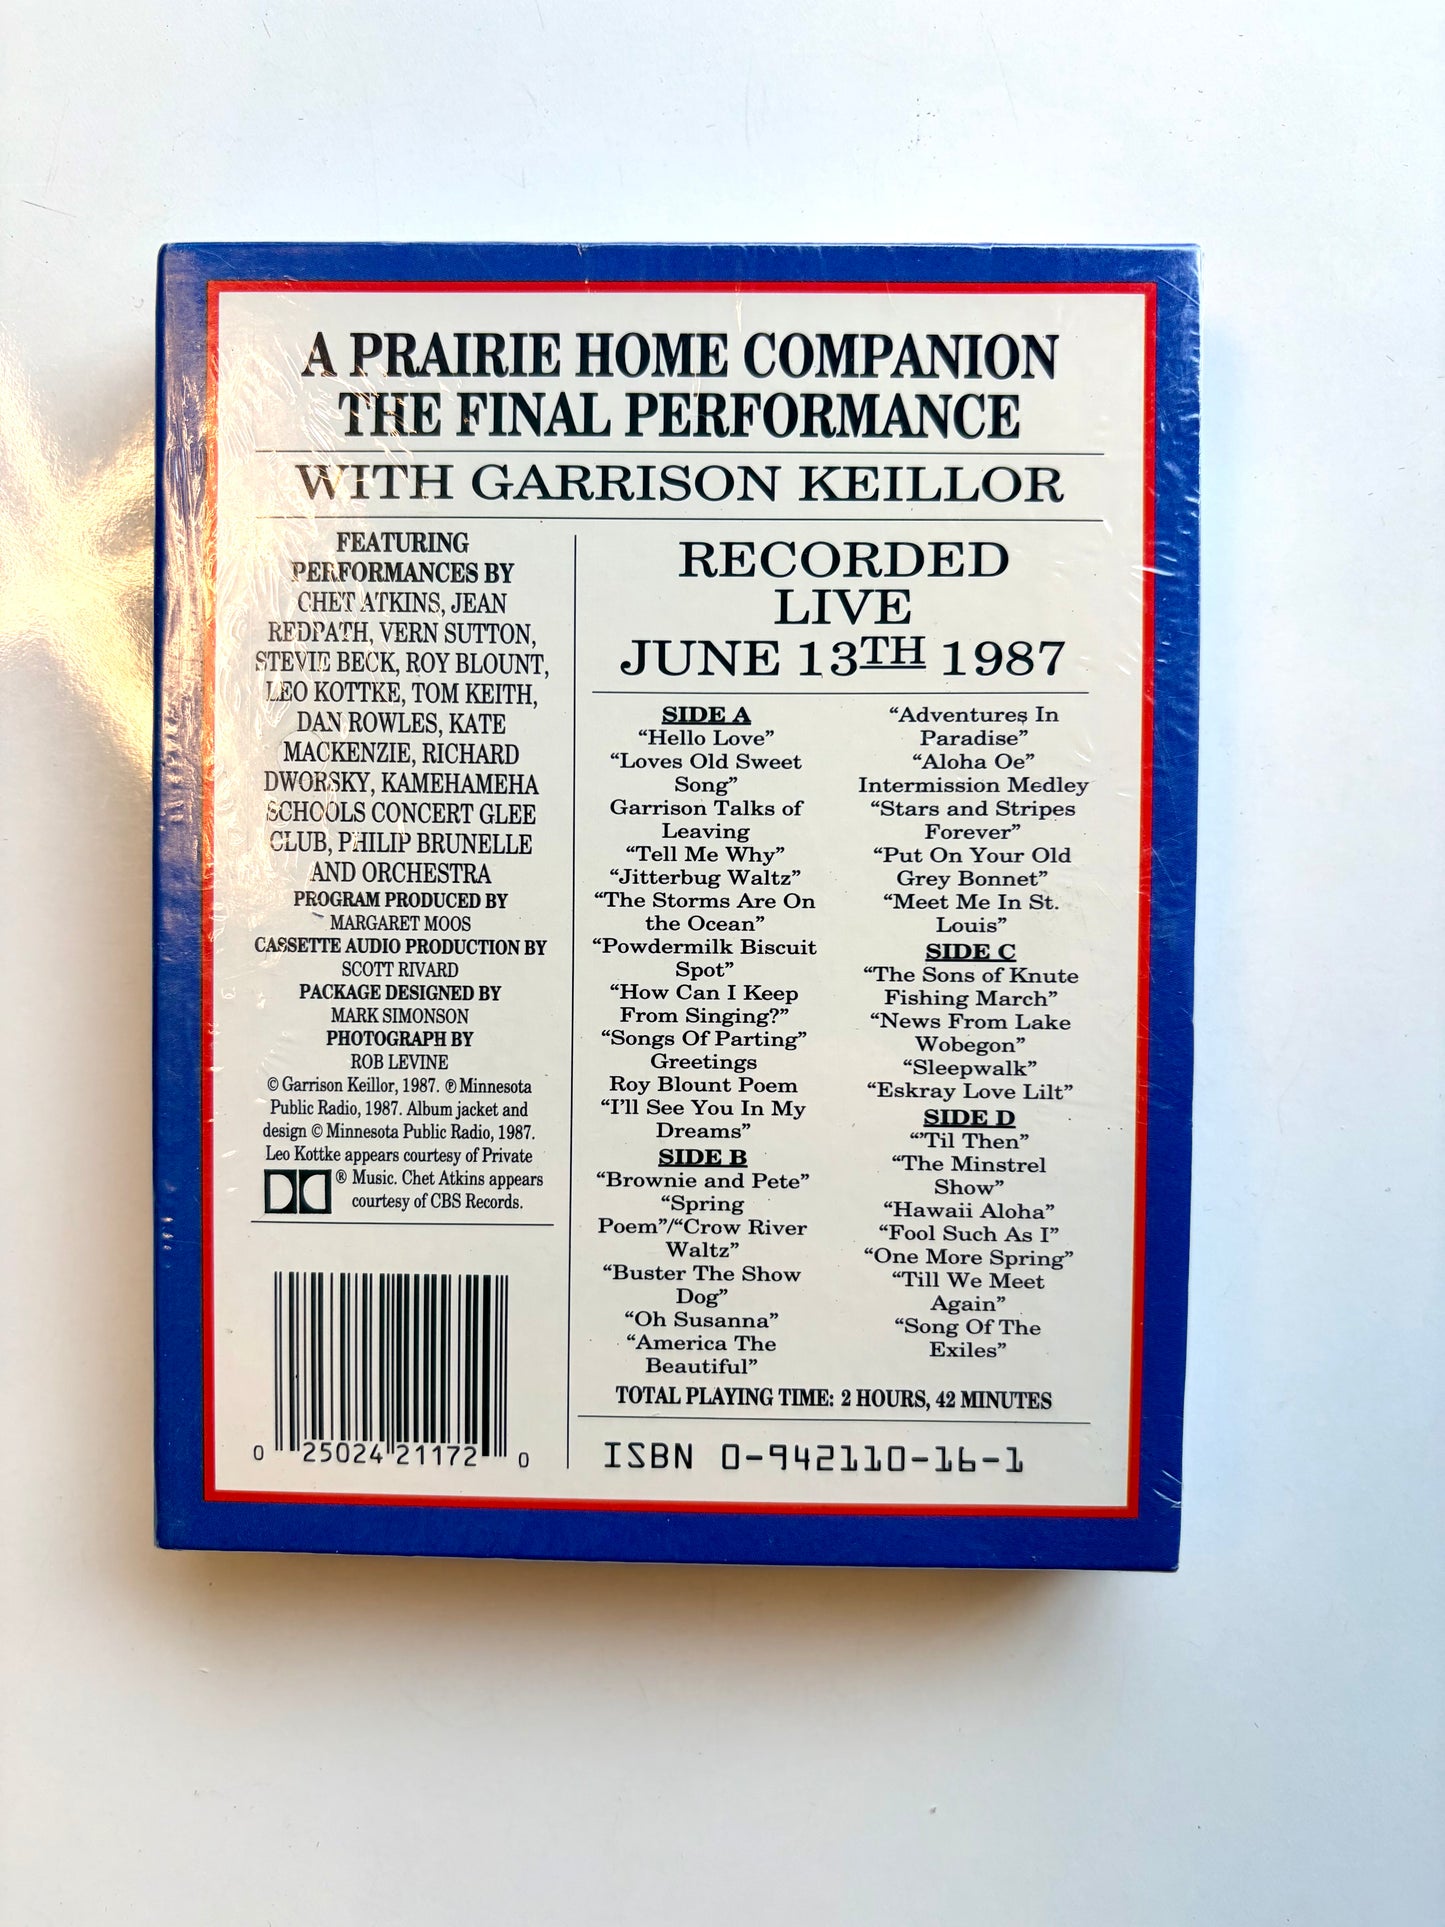 A PRAIRIE HOME COMPANION
THE FINAL PERFORMANCE
WITH GARRISON KEILLOR
FEATURING
PERFORMANCES BY
CHET ATKINS, JEAN
REDPATH, VERN SUTTON,
STEVIE BECK, ROY BLOUNT,
LEO KOTTKE, TOM KEITH,
DAN ROWLES, KATE
MACKENZIE, RICHARD
DWORSKY, KAMEHAMEHA
SCHOOLS CONCERT GLEE
CLUB, PHILIP BRUNELLE
AND ORCHESTRA
PROGRAM PRODUCED BY
MARGARET MOOS
CASSETTE AUDIO PRODUCTION BY
SCOTT RIVARD
PACKAGE DESIGNED BY
MARK SIMONSON
PHOTOGRAPH BY
ROB LEVINE
© Garrison Keillor, 1987. ℗ Minnesota
Public Radio, 1987. Album jacket and
design © Minnesota Public Radio, 1987.
Leo Kottke appears courtesy of Private
® Music. Chet Atkins appears
courtesy of CBS Records.
0 25024 21172 0
RECORDED
LIVE
JUNE 13TH 1987
SIDE A
“Hello Love”
“Loves Old Sweet
Song”
Garrison Talks of
Leaving
“Tell Me Why”
“Jitterbug Waltz”
“The Storms Are On
the Ocean”
“Powdermilk Biscuit
Spot”
“How Can I Keep
From Singing?”
“Songs Of Parting”
Greetings
Roy Blount Poem
“I’ll See You In My
Dreams”
SIDE B
“Brownie and Pete”
“Spring
Poem”/“Crow River
Waltz”
“Buster The Show
Dog”
“Oh Susanna”
“America The
Beautiful”
“Adventures In
Paradise”
“Aloha Oe”
Intermission Medley
“Stars and Stripes
Forever”
“Put On Your Old
Grey Bonnet”
“Meet Me In St.
Louis”
SIDE C
“The Sons of Knute
Fishing March”
“News From Lake
Wobegon”
“Sleepwalk”
“Eskray Love Lilt”
SIDE D
“’Til Then”
“The Minstrel
Show”
“Hawaii Aloha”
“Fool Such As I”
“One More Spring”
“Till We Meet
Again”
“Song Of The
Exiles”
TOTAL PLAYING TIME: 2 HOURS, 42 MINUTES
ISBN 0-942110-16-1